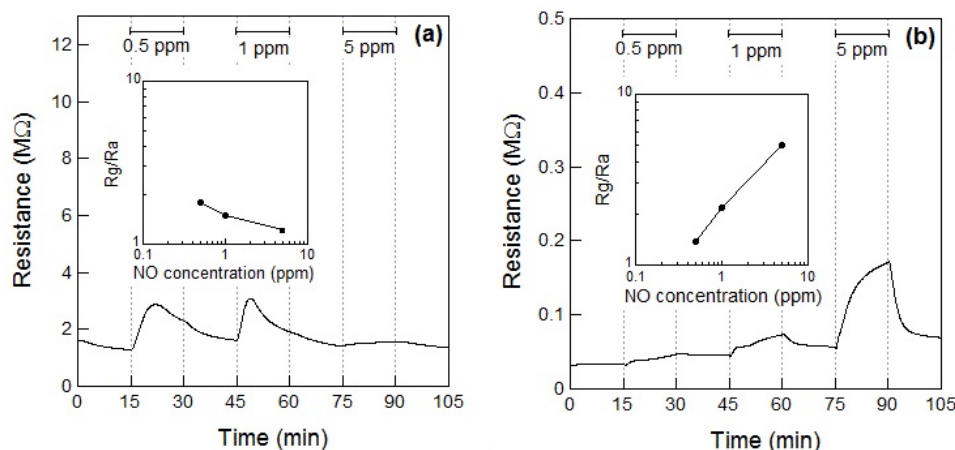 (a)
0.5 ppm
1 ppm
5 ppm
Resistance (MΩ)
12
10
8
6
4
2
0
10
Rg/Ra
1
0.1
1
10
NO concentration (ppm)
0
15
30
45
60
75
90
105
Time (min)
(b)
0.5 ppm
1 ppm
5 ppm
Resistance (MΩ)
0.5
0.4
0.3
0.2
0.1
0
10
Rg/Ra
1
0.1
1
10
NO concentration (ppm)
0
15
30
45
60
75
90
105
Time (min)